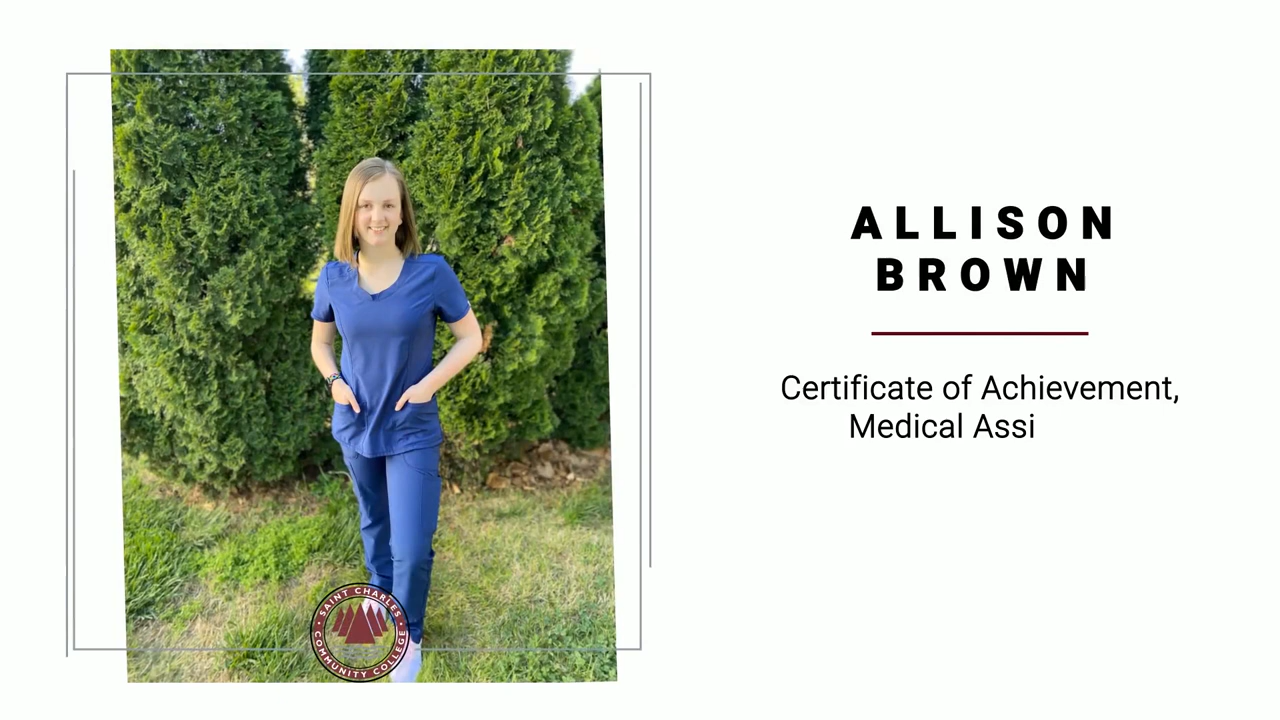 ALLISON
BROWN
Certificate of Achievement,
Medical Assi
SAINT CHARLES
COMMUNITY COLLEGE